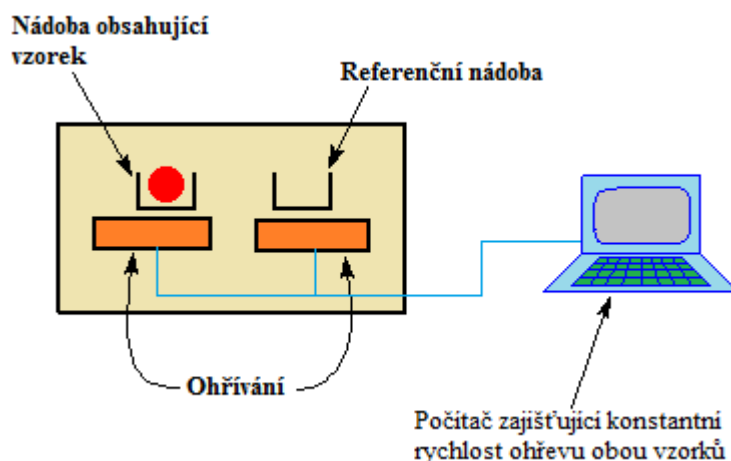 Nádoba obsahující
vzorek
Referenční nádoba
Ohřívání
Počítač zajišťující konstantní
rychlost ohřevu obou vzorků